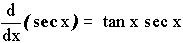 d/dx (sec x) = tan x sec x